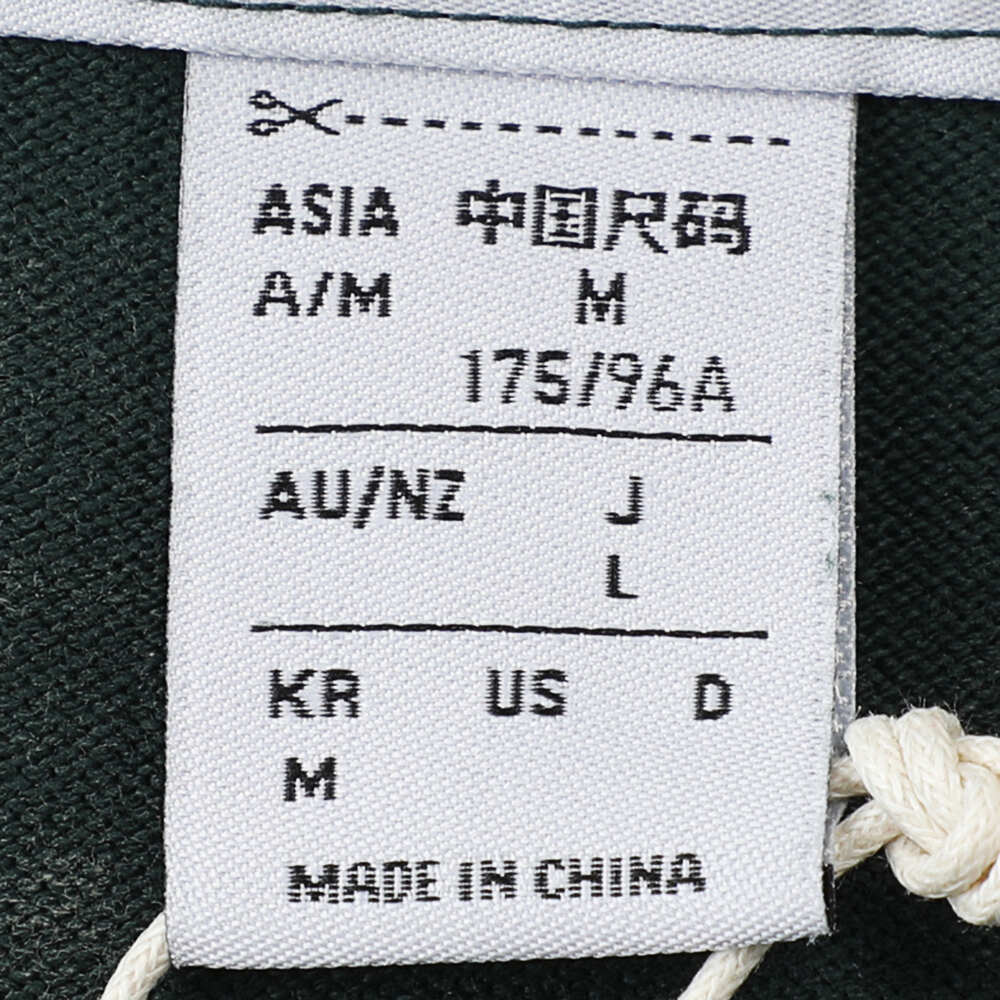 ASIA 中国尺码
A/M M
175/96A
AU/NZ J
L
KR US D
M
MADE IN CHINA